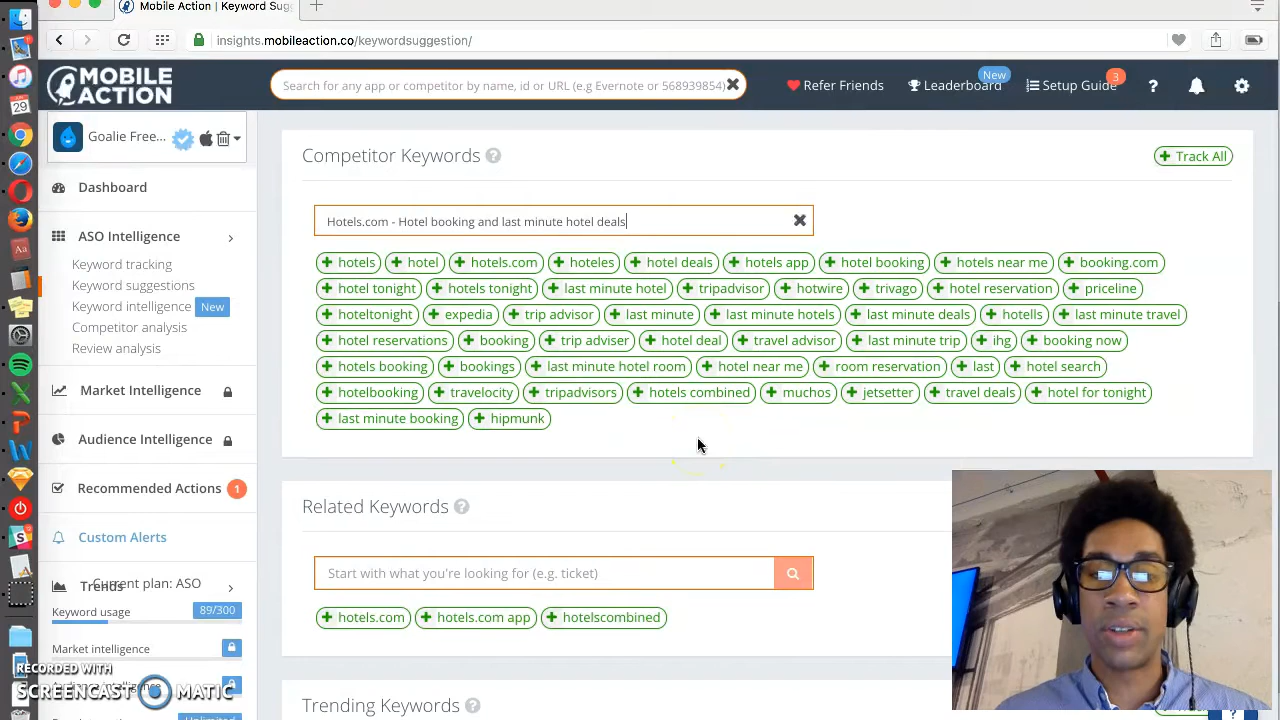 Mobile Action | Keyword Sugg
insights.mobileaction.co/keywordsuggestion/
MOBILE
ACTION
Search for any app or competitor by name, id or URL (e.g Evernote or 568939854)
Refer Friends
New
Leaderboard
3
Setup Guide
?
29
Goalie Free...
Dashboard
ASO Intelligence
Keyword tracking
Keyword suggestions
Keyword intelligence New
Competitor analysis
Review analysis
Market Intelligence
Audience Intelligence
Recommended Actions 1
Custom Alerts
Trends
Current plan: ASO
Keyword usage 89/300
Market intelligence
RECORDED WITH
SCREENCAST MATIC
Unlimited
Competitor Keywords ?
+ Track All
Hotels.com - Hotel booking and last minute hotel deals
+ hotels + hotel + hotels.com + hoteles + hotel deals + hotels app + hotel booking + hotels near me + booking.com
+ hotel tonight + hotels tonight + last minute hotel + tripadvisor + hotwire + trivago + hotel reservation + priceline
+ hoteltonight + expedia + trip advisor + last minute + last minute hotels + last minute deals + hotells + last minute travel
+ hotel reservations + booking + trip adviser + hotel deal + travel advisor + last minute trip + ihg + booking now
+ hotels booking + bookings + last minute hotel room + hotel near me + room reservation + last + hotel search
+ hotelbooking + travelocity + tripadvisors + hotels combined + muchos + jetsetter + travel deals + hotel for tonight
+ last minute booking + hipmunk
Related Keywords ?
Start with what you're looking for (e.g. ticket)
+ hotels.com + hotels.com app + hotelscombined
Trending Keywords ?